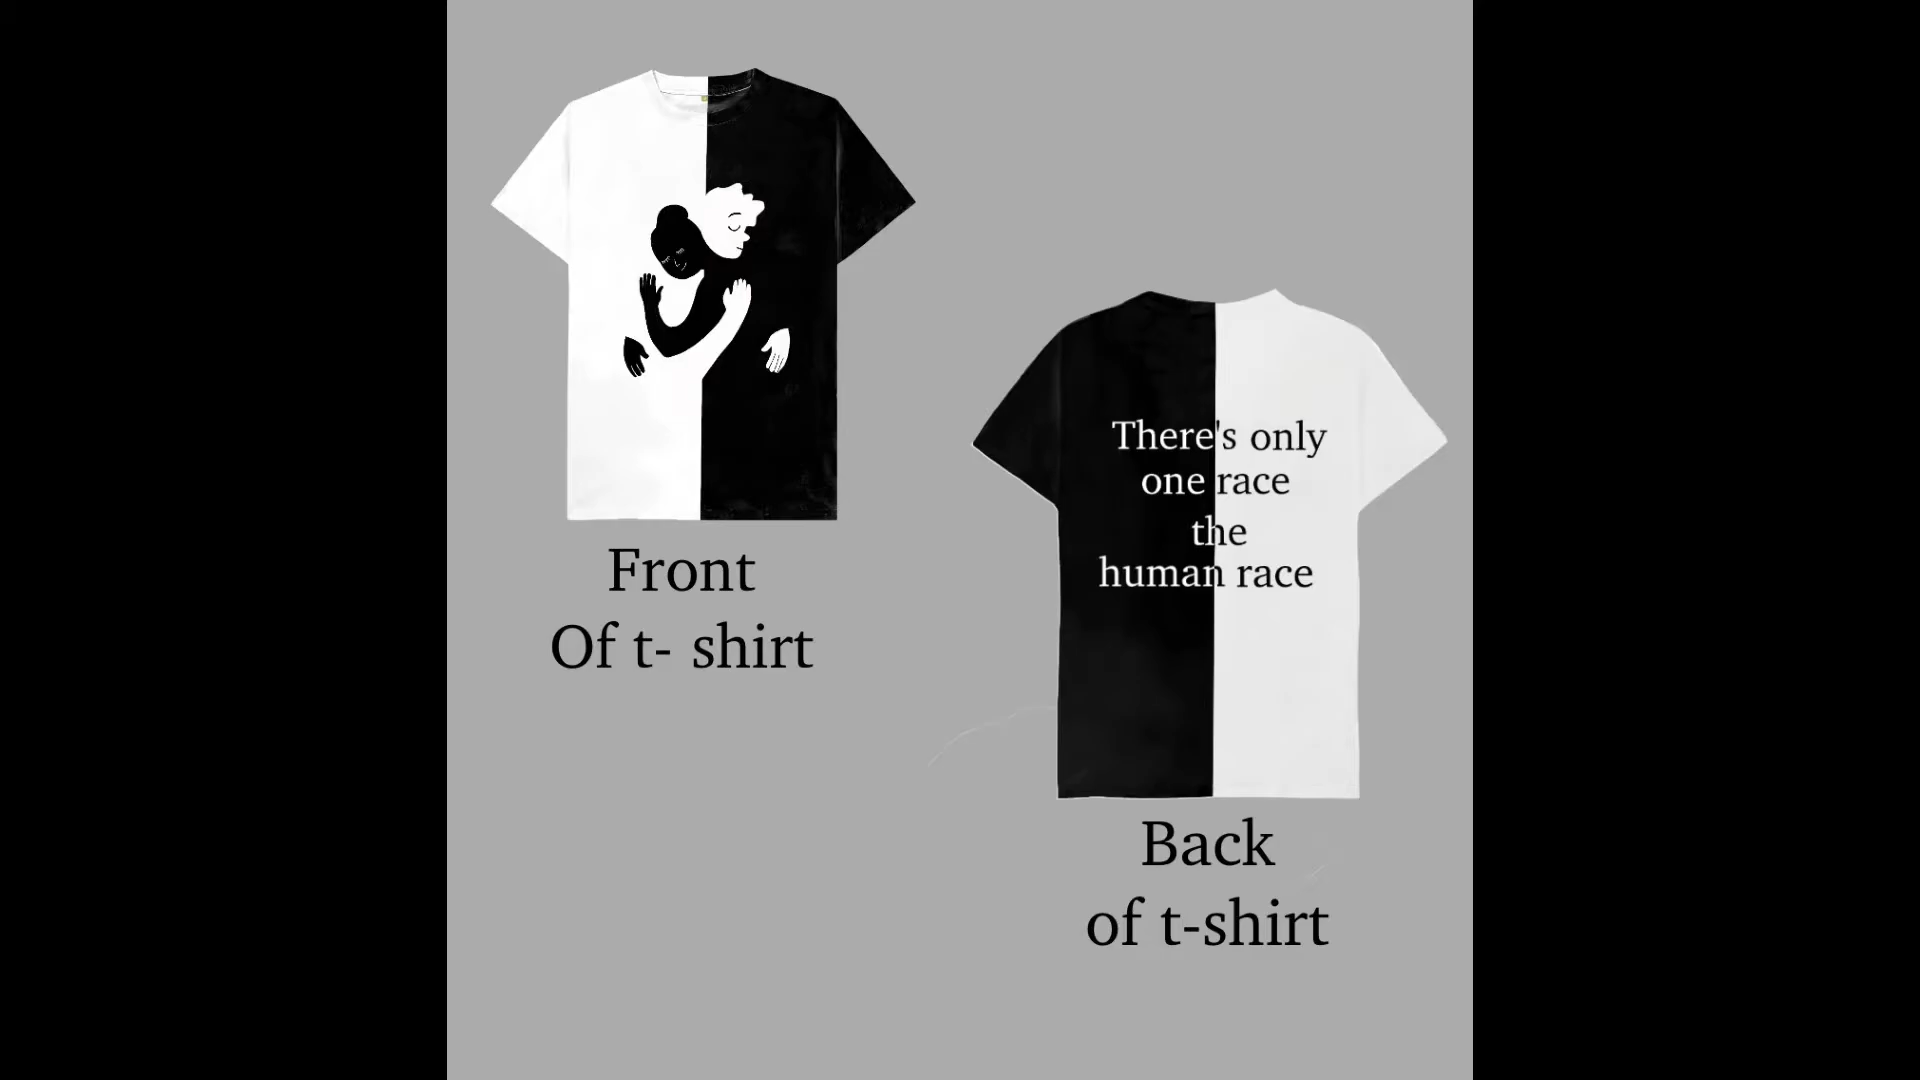 Front
Of t- shirt
There's only
one race
the
human race
Back
of t-shirt